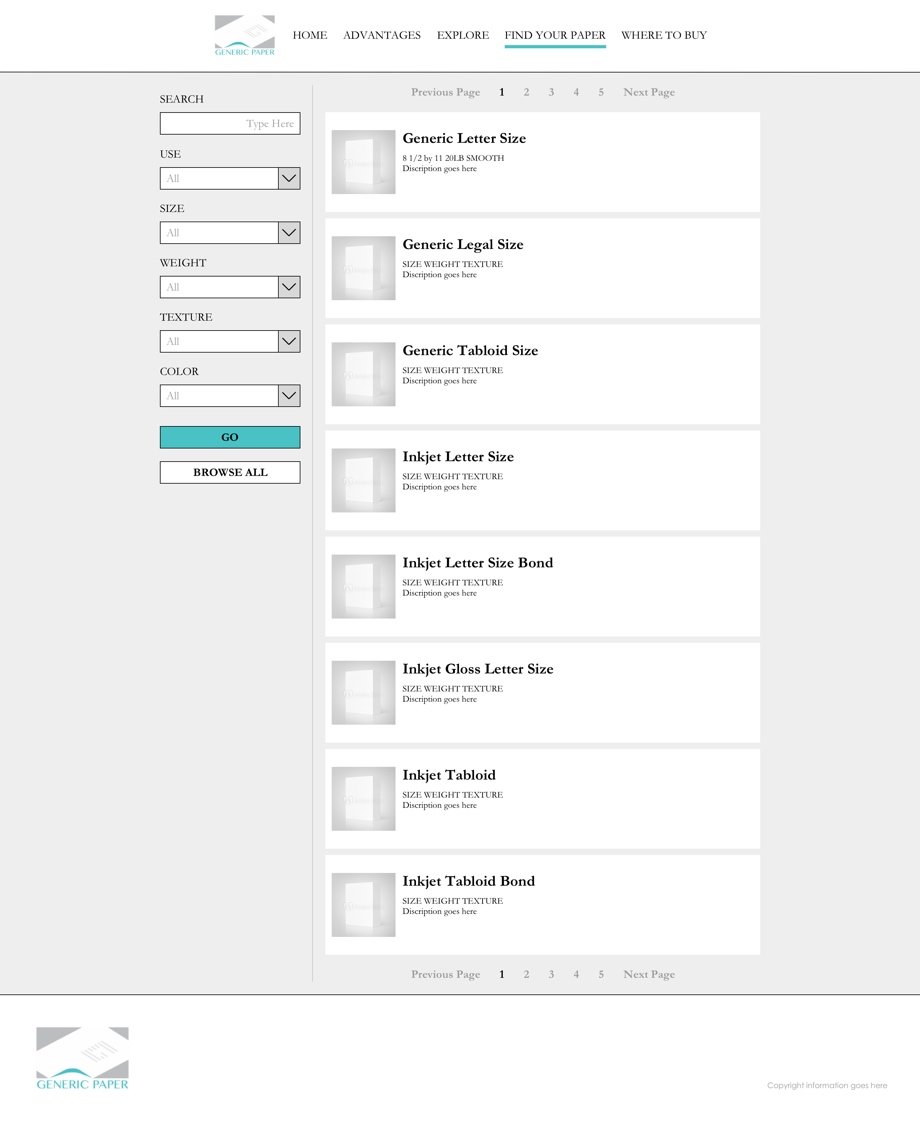 GENERIC PAPER
HOME ADVANTAGES EXPLORE FIND YOUR PAPER WHERE TO BUY
SEARCH
Type Here
USE
All
SIZE
All
WEIGHT
All
TEXTURE
All
COLOR
All
GO
BROWSE ALL
Previous Page 1 2 3 4 5 Next Page
Generic Letter Size
8 1/2 by 11 20LB SMOOTH
Discription goes here
Generic Legal Size
SIZE WEIGHT TEXTURE
Discription goes here
Generic Tabloid Size
SIZE WEIGHT TEXTURE
Discription goes here
Inkjet Letter Size
SIZE WEIGHT TEXTURE
Discription goes here
Inkjet Letter Size Bond
SIZE WEIGHT TEXTURE
Discription goes here
Inkjet Gloss Letter Size
SIZE WEIGHT TEXTURE
Discription goes here
Inkjet Tabloid
SIZE WEIGHT TEXTURE
Discription goes here
Inkjet Tabloid Bond
SIZE WEIGHT TEXTURE
Discription goes here
Previous Page 1 2 3 4 5 Next Page
GENERIC PAPER
Copyright information goes here